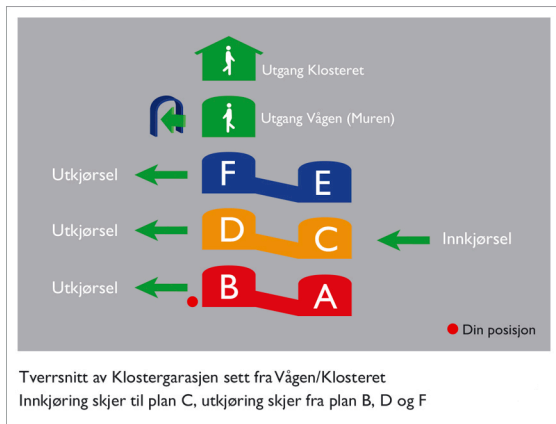 Utgang Klosteret
Utgang Vågen (Muren)
Utkjørsel F E
Utkjørsel D C Innkjørsel
Utkjørsel B A
Din posisjon
Tverrsnitt av Klostergarasjen sett fra Vågen/Klosteret
Innkjøring skjer til plan C, utkjøring skjer fra plan B, D og F